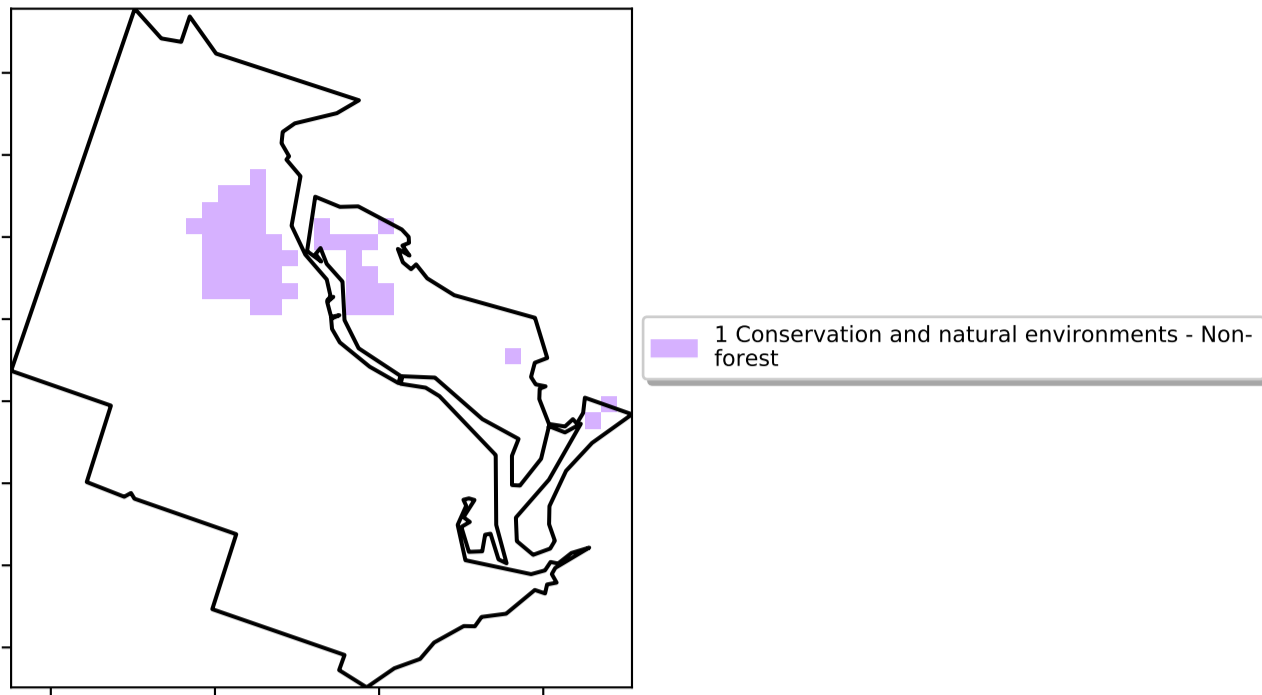 1 Conservation and natural environments - Non-
forest